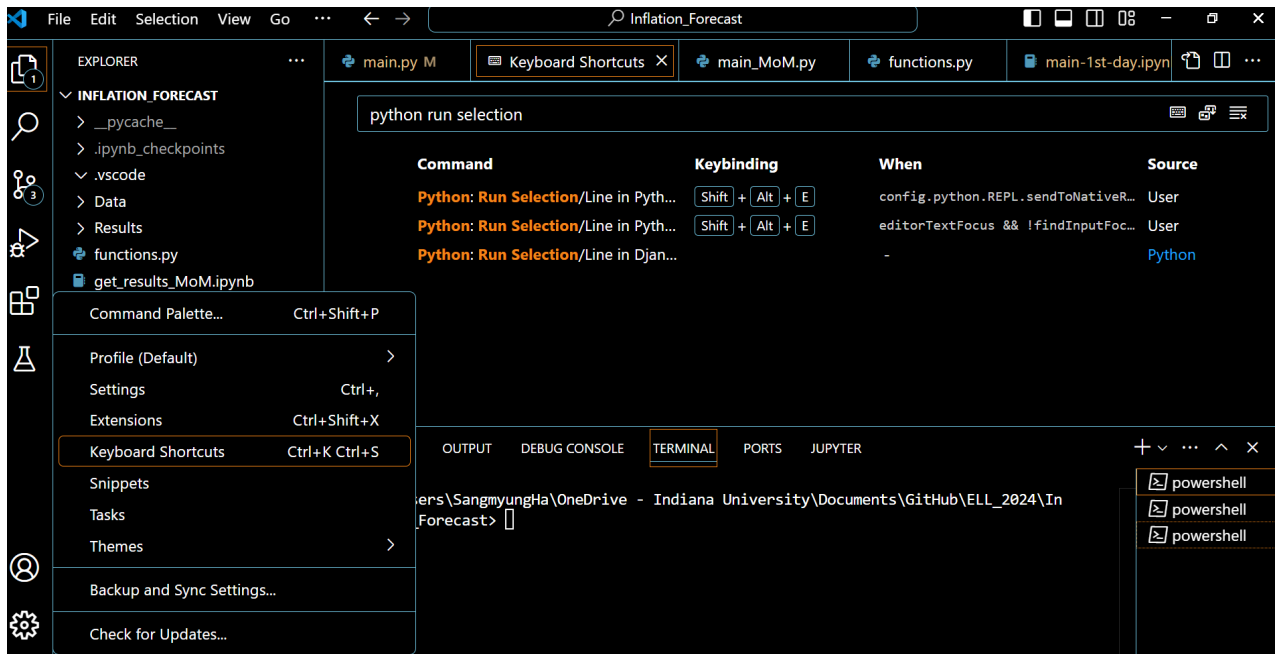 File Edit Selection View Go ··· ← → Inflation_Forecast
EXPLORER ···
main.py M
Keyboard Shortcuts ×
main_MoM.py
functions.py
main-1st-day.ipyn
1
3
INFLATION_FORECAST
__pycache__
.ipynb_checkpoints
.vscode
Data
Results
functions.py
get_results_MoM.ipynb
python run selection
Command Keybinding When Source
Python: Run Selection/Line in Pyth... Shift + Alt + E config.python.REPL.sendToNativeR... User
Python: Run Selection/Line in Pyth... Shift + Alt + E editorTextFocus && !findInputFoc... User
Python: Run Selection/Line in Djan... - Python
Command Palette... Ctrl+Shift+P
Profile (Default) >
Settings Ctrl+,
Extensions Ctrl+Shift+X
Keyboard Shortcuts Ctrl+K Ctrl+S
Snippets
Tasks
Themes >
Backup and Sync Settings...
Check for Updates...
OUTPUT DEBUG CONSOLE TERMINAL PORTS JUPYTER
sers\SangmyungHa\OneDrive - Indiana University\Documents\GitHub\ELL_2024\In
_Forecast>
powershell
powershell
powershell